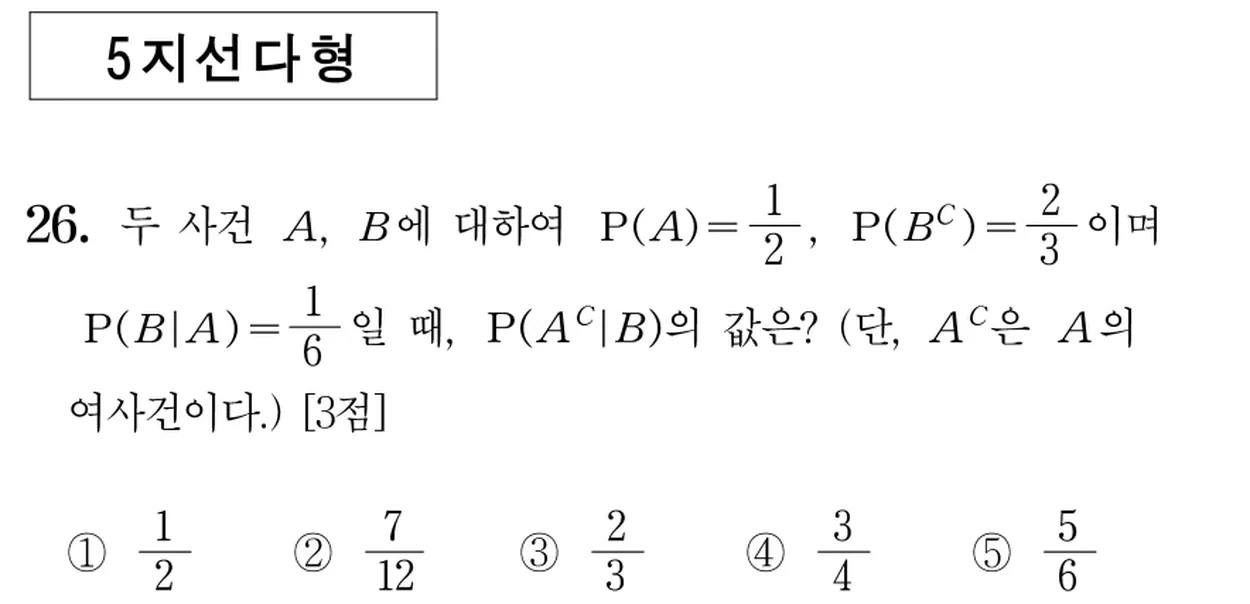 5지선다형
26. 두 사건 A, B에 대하여 P(A)=1/2, P(B^C)=2/3이며
P(B|A)=1/6일 때, P(A^C|B)의 값은? (단, A^C은 A의
여사건이다.) [3점]
① 1/2 ② 7/12 ③ 2/3 ④ 3/4 ⑤ 5/6